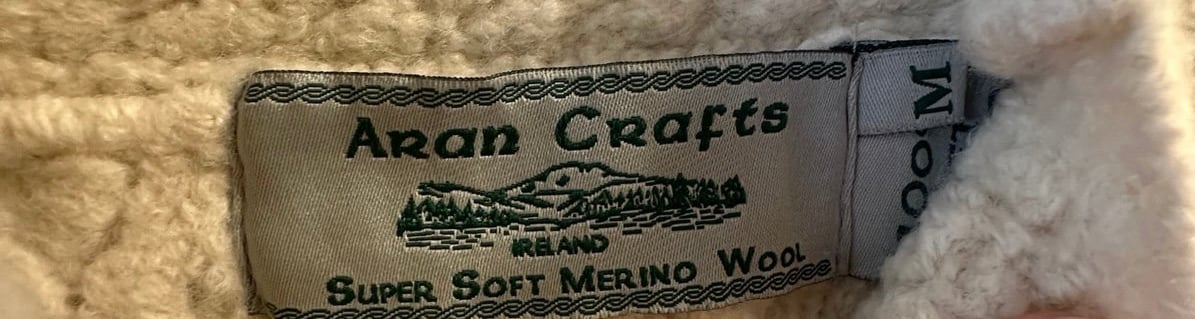 Aran Crafts
IRELAND
Super Soft Merino Wool
M